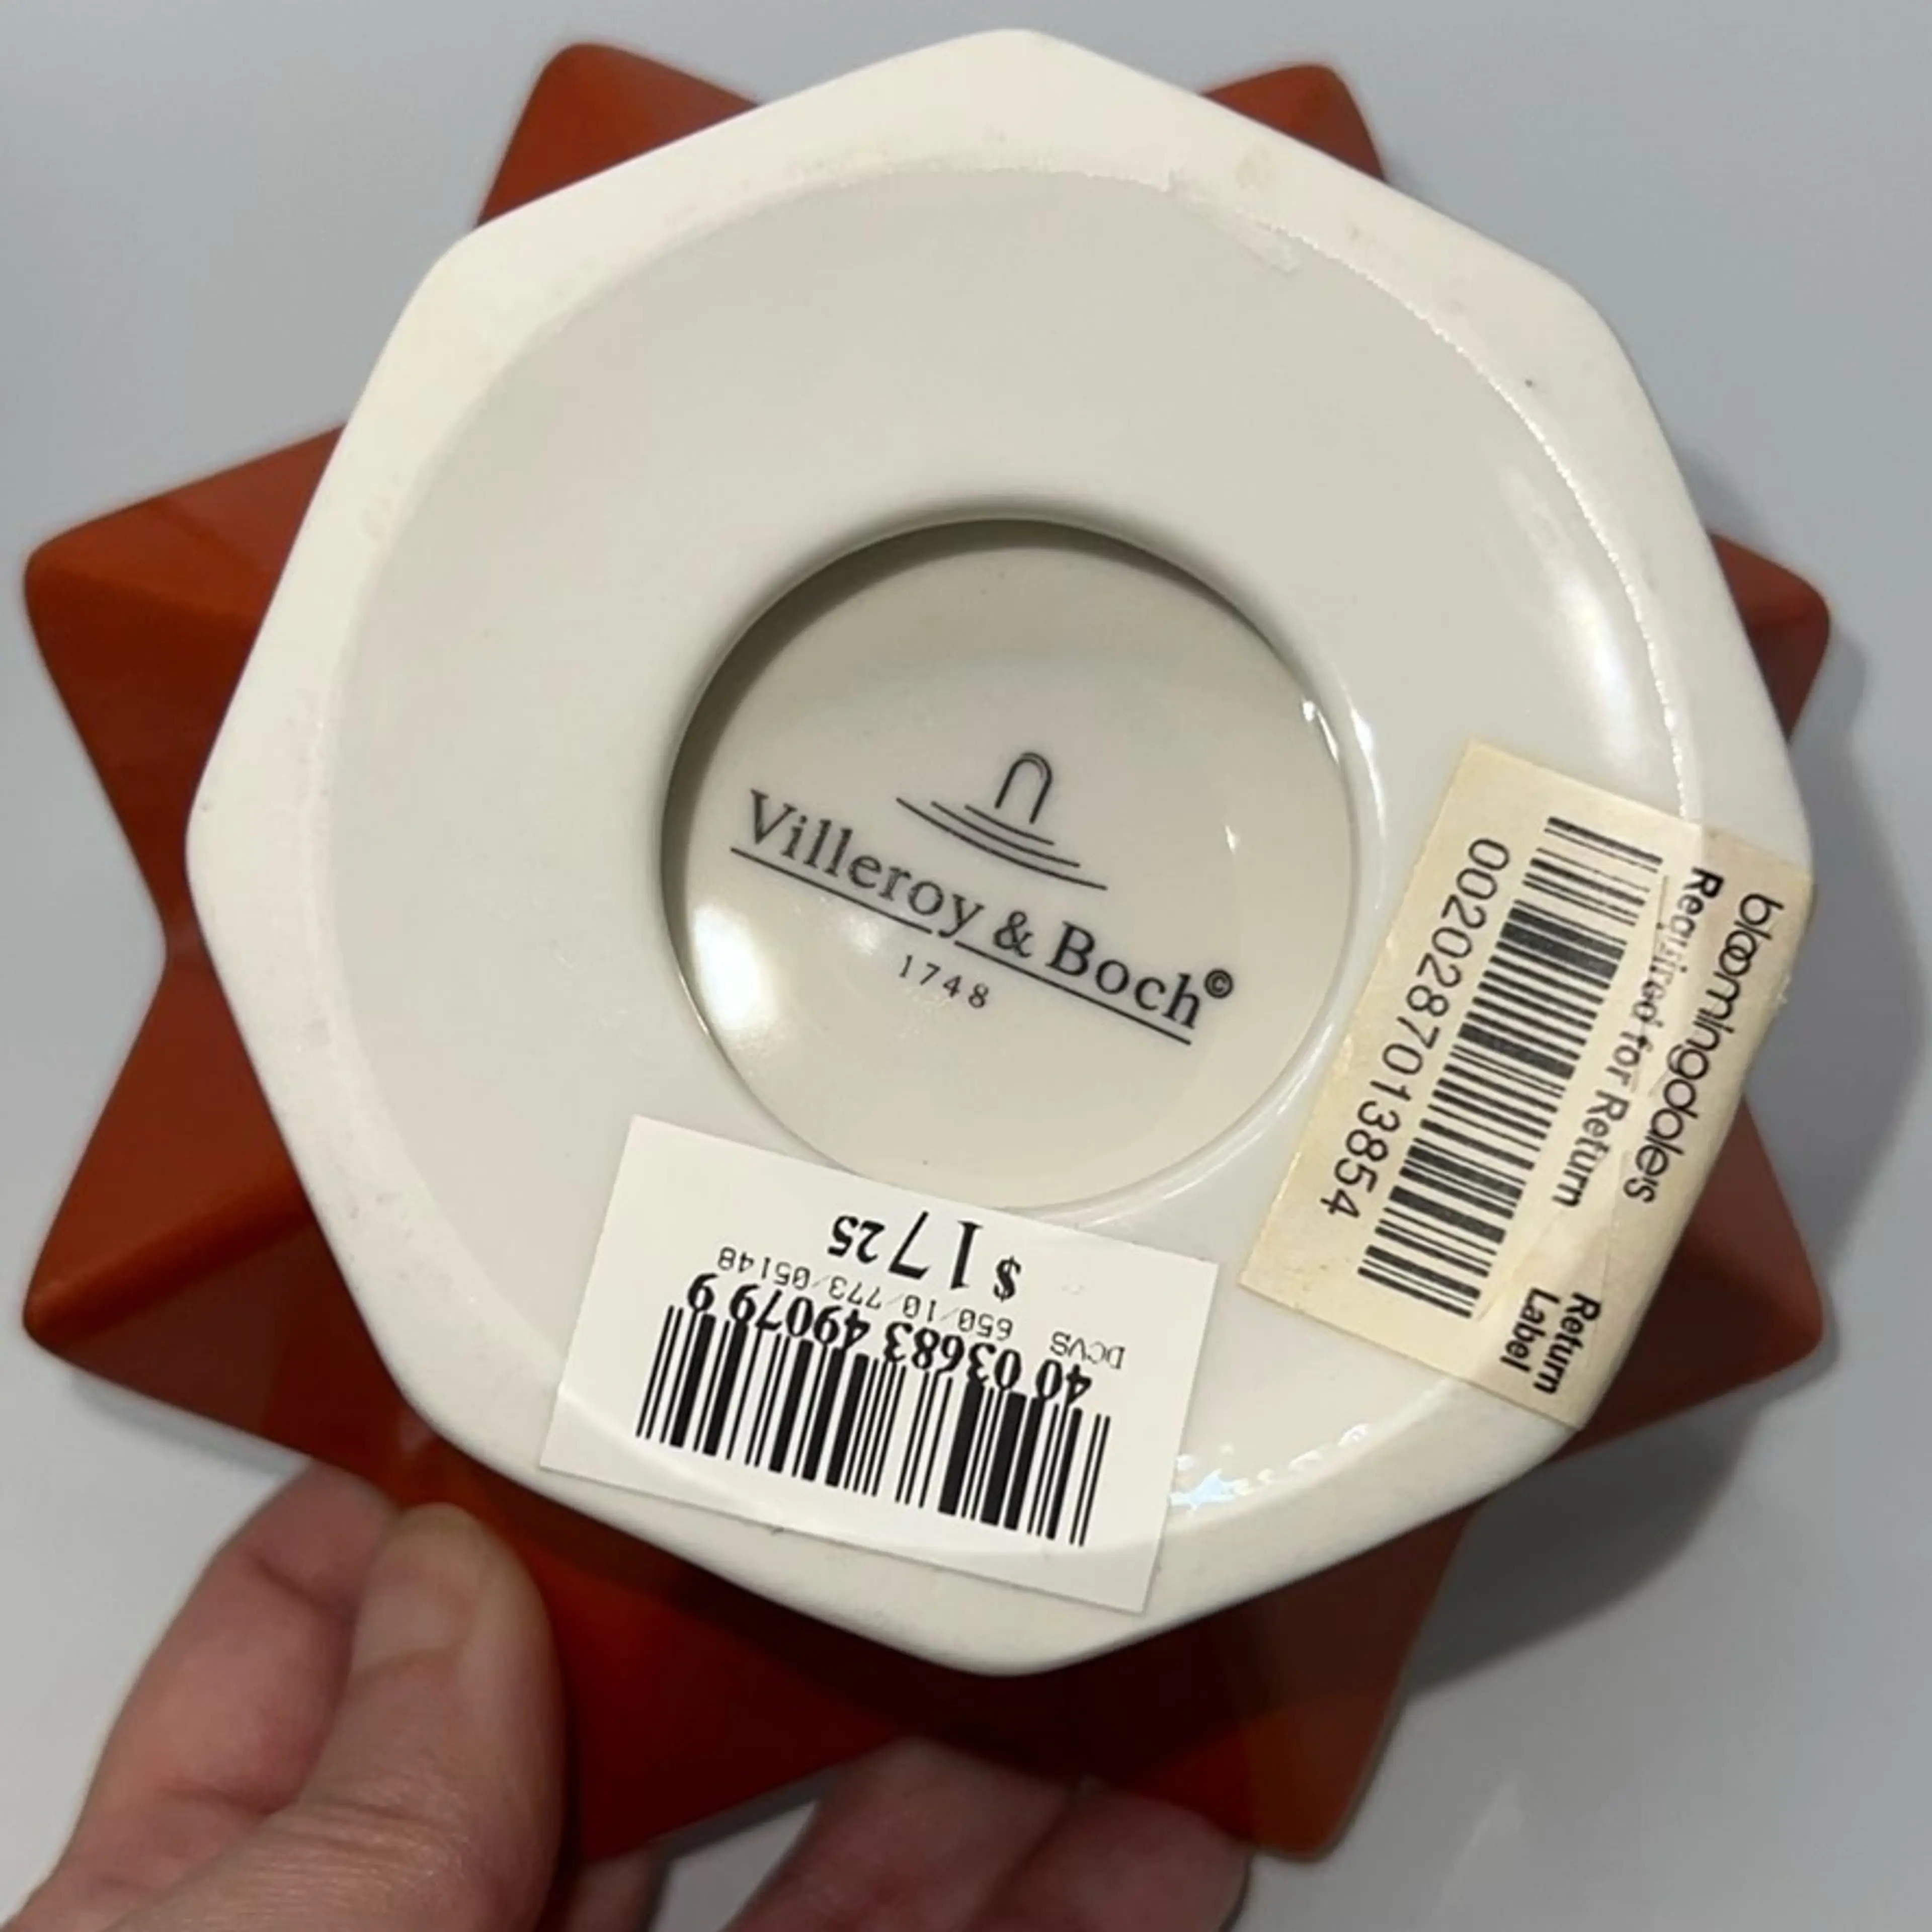 Villeroy & Boch©
1748
bloomingdale's
Required for Return
0020287013854
Return
Label
$ 17 25
650/10/773/05148
DCVS
40 03683 49079 9